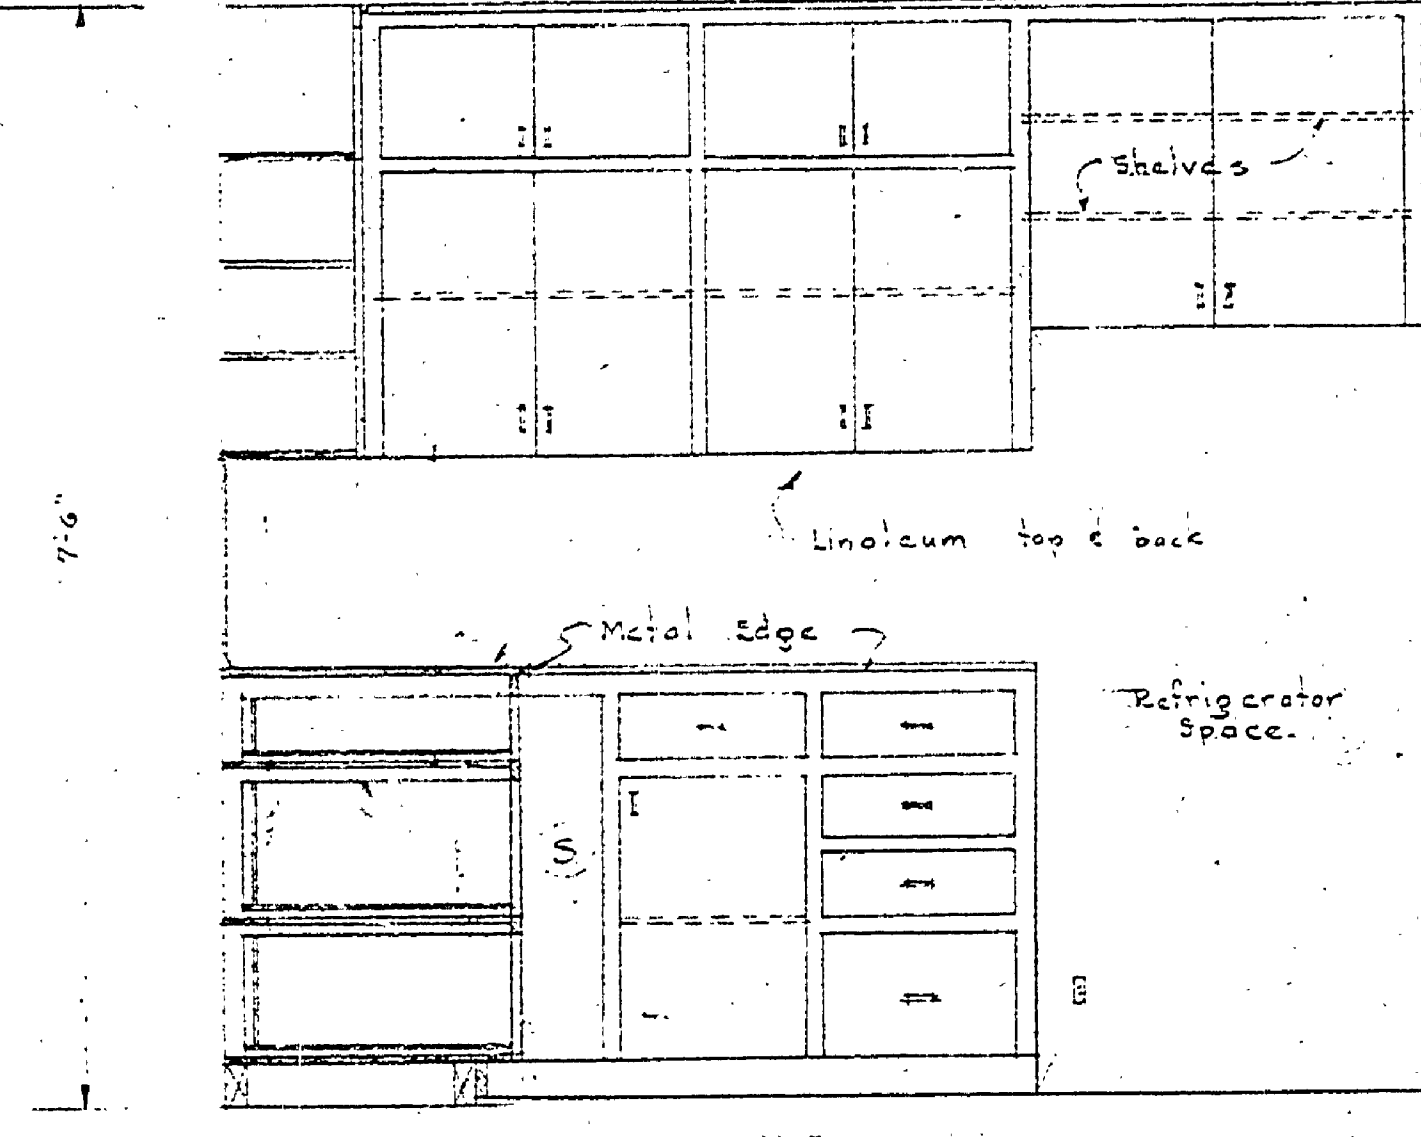 Shelves
7'-6"
Linoleum top & back
Metal Edge
Refrigerator
Space.
S